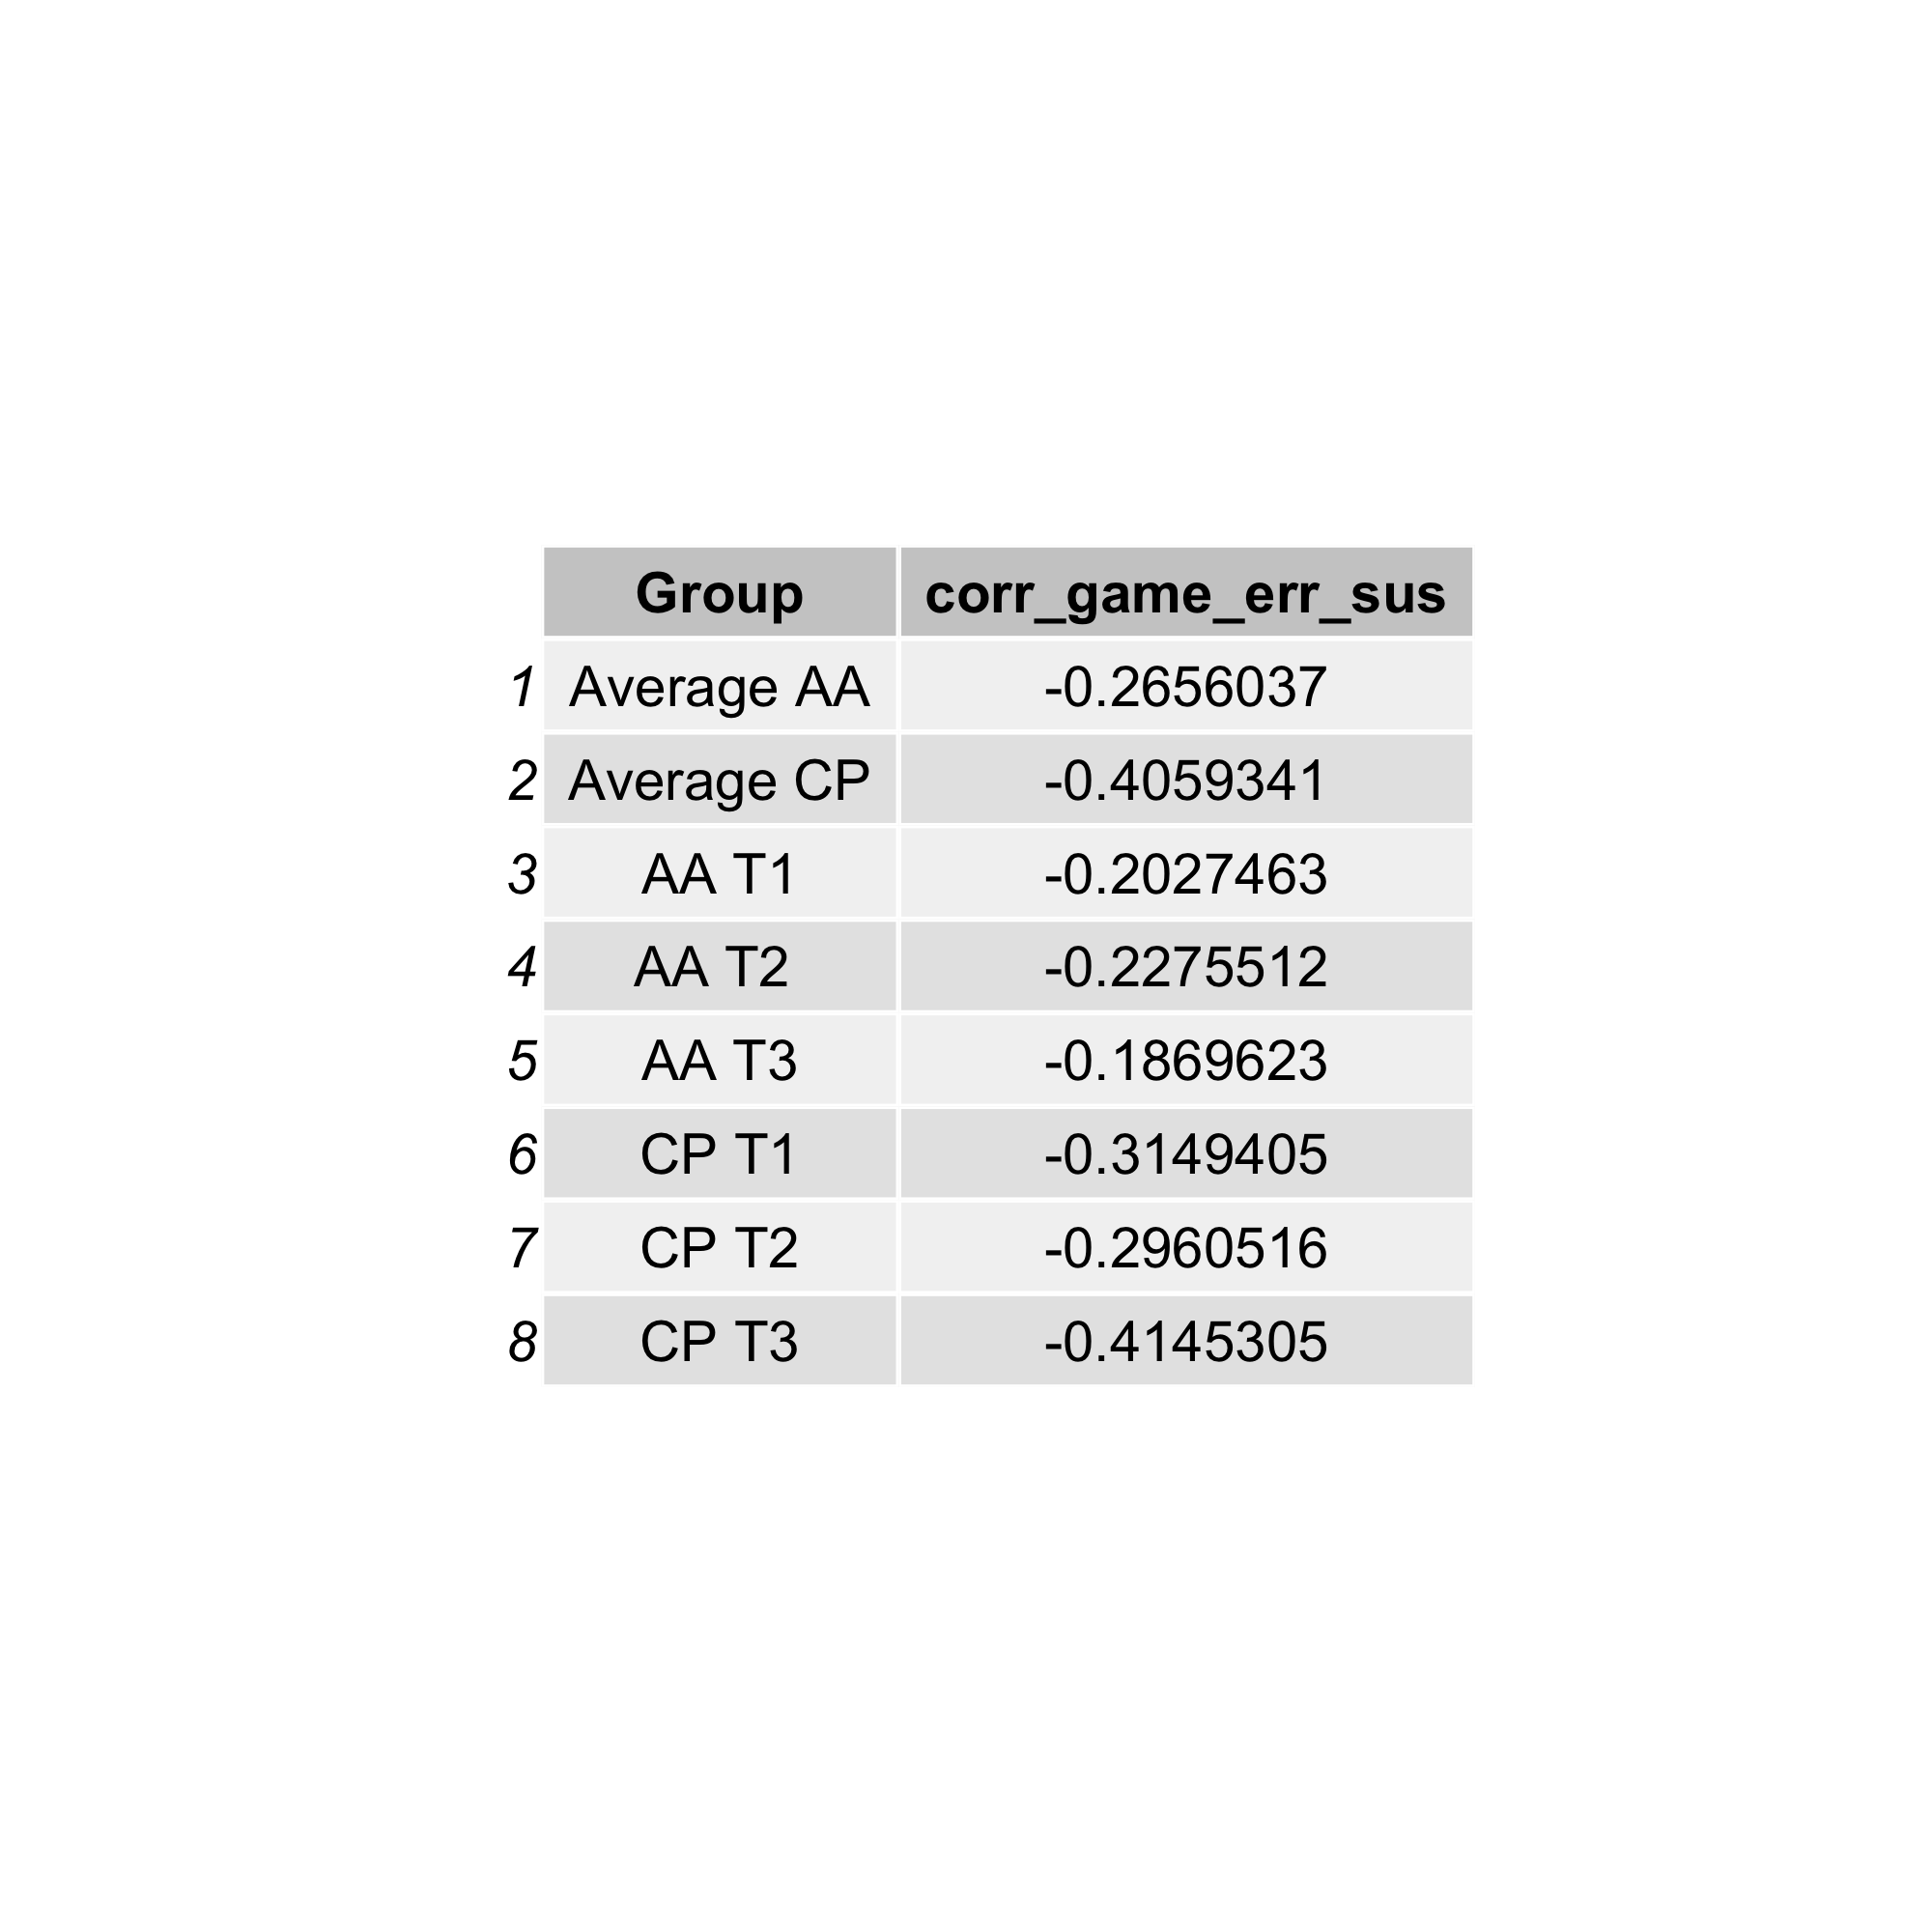 Group corr_game_err_sus
1 Average AA -0.2656037
2 Average CP -0.4059341
3 AA T1 -0.2027463
4 AA T2 -0.2275512
5 AA T3 -0.1869623
6 CP T1 -0.3149405
7 CP T2 -0.2960516
8 CP T3 -0.4145305